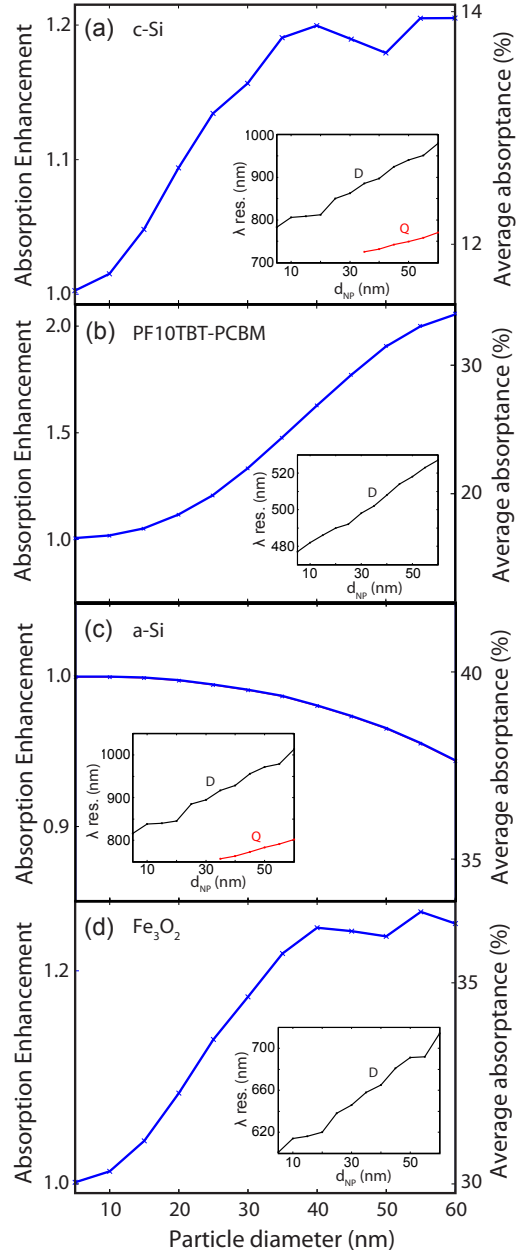 (a) c-Si
Absorption Enhancement
1.2
1.1
1.0
Average absorptance (%)
14
12
λ res. (nm)
1000
900
800
700
D
Q
10 30 50
d_NP (nm)
(b) PF10TBT-PCBM
Absorption Enhancement
2.0
1.5
1.0
Average absorptance (%)
30
20
λ res. (nm)
520
500
480
D
10 30 50
d_NP (nm)
(c) a-Si
Absorption Enhancement
1.0
0.9
Average absorptance (%)
40
35
λ res. (nm)
1000
900
800
D
Q
10 30 50
d_NP (nm)
(d) Fe₃O₂
Absorption Enhancement
1.2
1.0
Average absorptance (%)
35
30
λ res. (nm)
700
660
620
D
10 30 50
d_NP (nm)
10 20 30 40 50 60
Particle diameter (nm)